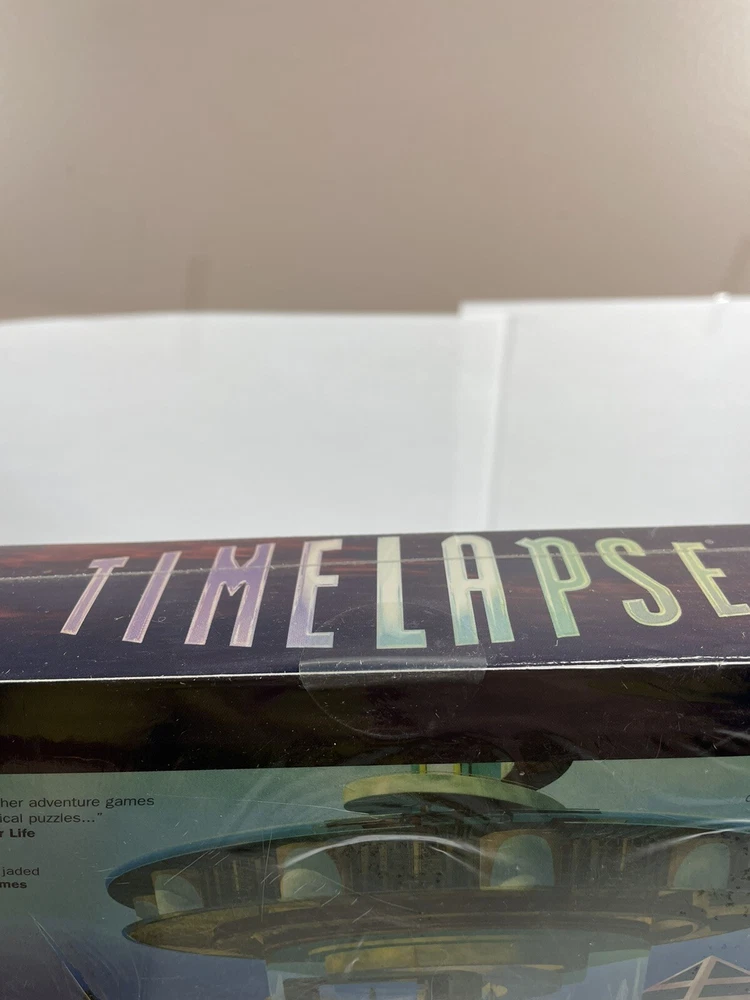 TIMELAPSE
her adventure games
ical puzzles..."
r Life
jaded
mes